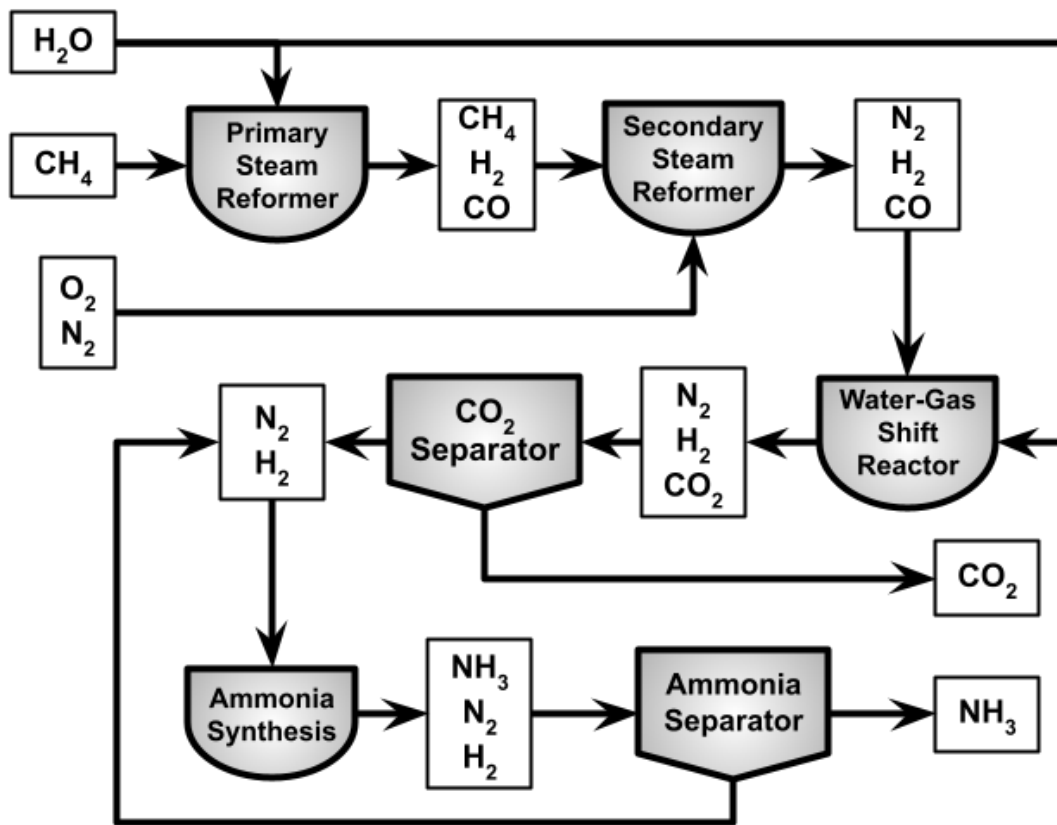 H₂O
CH₄
Primary
Steam
Reformer
CH₄
H₂
CO
Secondary
Steam
Reformer
N₂
H₂
CO
O₂
N₂
Water-Gas
Shift
Reactor
N₂
H₂
CO₂
CO₂
Separator
N₂
H₂
CO₂
Ammonia
Synthesis
NH₃
N₂
H₂
Ammonia
Separator
NH₃